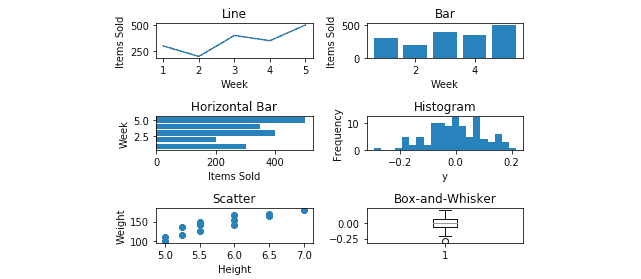 Line
Items Sold
500
250
1 2 3 4 5
Week
Bar
Items Sold
500
0
2 4
Week
Horizontal Bar
Week
5.0
2.5
0 200 400
Items Sold
Histogram
Frequency
10
0
−0.2 0.0 0.2
y
Scatter
Weight
150
100
5.0 5.5 6.0 6.5 7.0
Height
Box-and-Whisker
0.00
−0.25
1